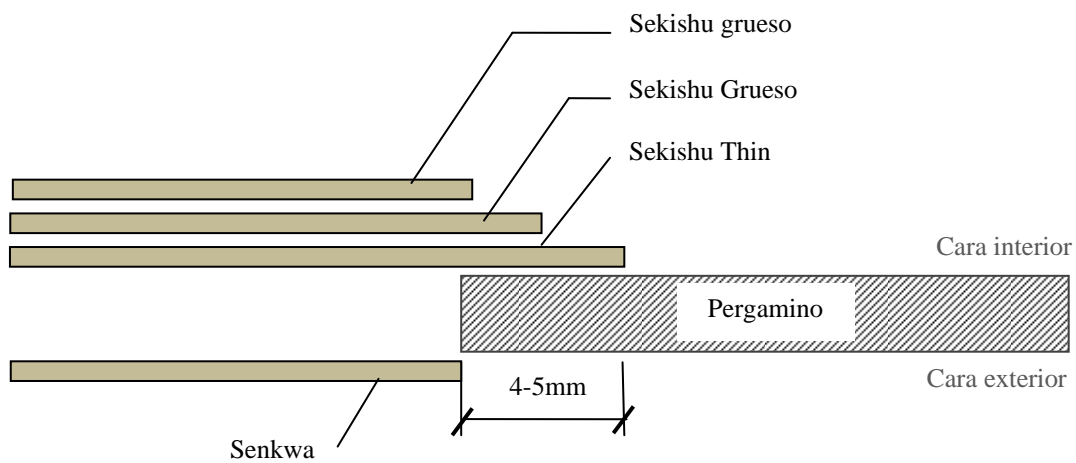 Sekishu grueso
Sekishu Grueso
Sekishu Thin
Cara interior
Pergamino
Cara exterior
4-5mm
Senkwa